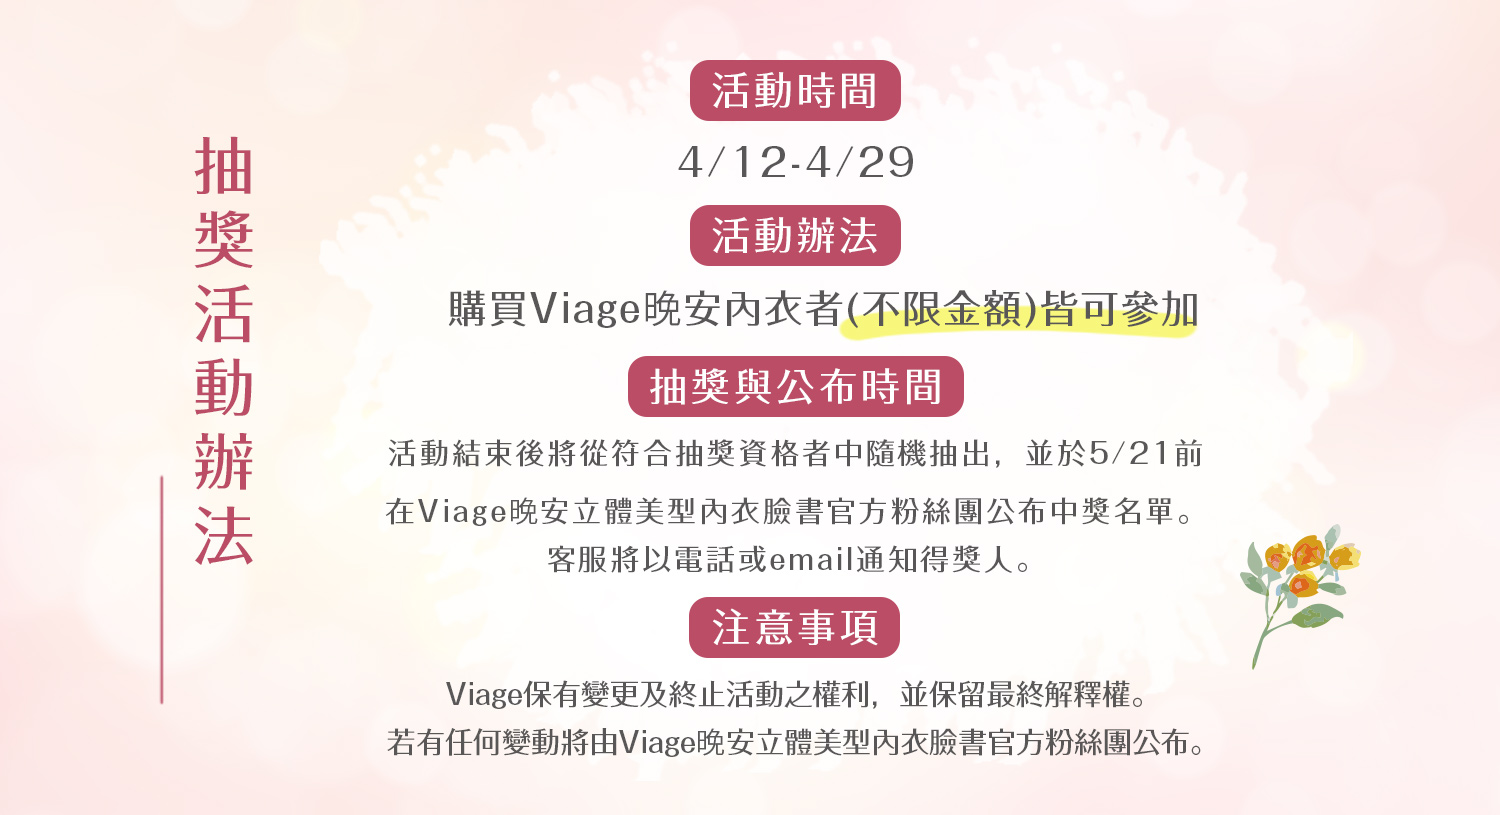 抽獎活動辦法
活動時間
4/12-4/29
活動辦法
購買Viage晚安內衣者(不限金額)皆可參加
抽獎與公布時間
活動結束後將從符合抽獎資格者中隨機抽出，並於5/21前
在Viage晚安立體美型內衣臉書官方粉絲團公布中獎名單。
客服將以電話或email通知得獎人。
注意事項
Viage保有變更及終止活動之權利，並保留最終解釋權。
若有任何變動將由Viage晚安立體美型內衣臉書官方粉絲團公布。